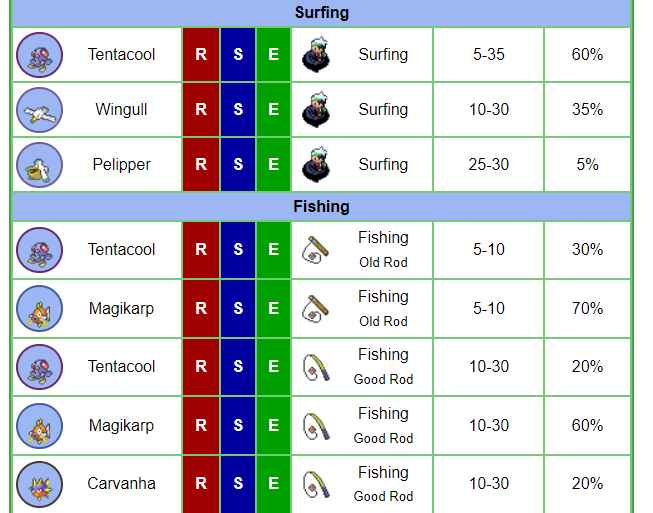 Surfing
Tentacool R S E Surfing 5-35 60%
Wingull R S E Surfing 10-30 35%
Pelipper R S E Surfing 25-30 5%
Fishing
Tentacool R S E Fishing Old Rod 5-10 30%
Magikarp R S E Fishing Old Rod 5-10 70%
Tentacool R S E Fishing Good Rod 10-30 20%
Magikarp R S E Fishing Good Rod 10-30 60%
Carvanha R S E Fishing Good Rod 10-30 20%